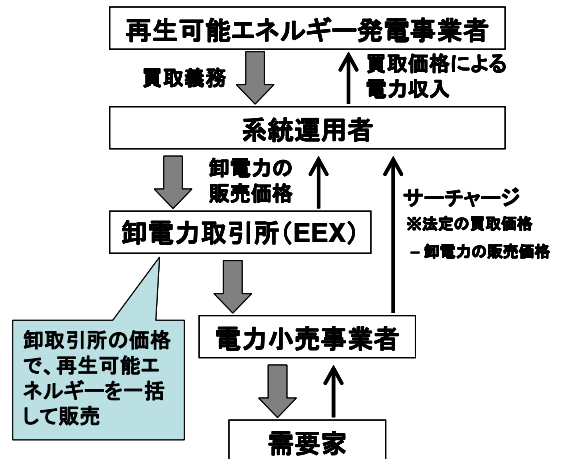 再生可能エネルギー発電事業者
買取義務
買取価格による
電力収入
系統運用者
卸電力の
販売価格
サーチャージ
※法定の買取価格
– 卸電力の販売価格
卸電力取引所（EEX）
卸取引所の価格
で、再生可能エ
ネルギーを一括
して販売
電力小売事業者
需要家